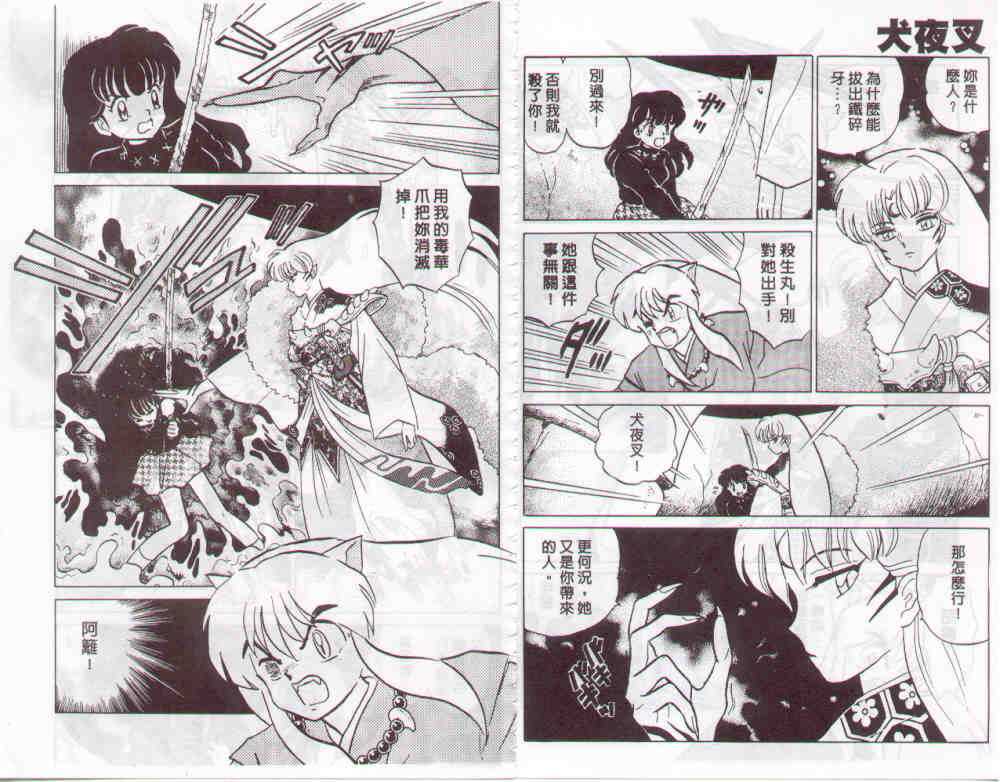 犬夜叉
妳是什
麼人?
為什麼能
拔出鐵碎
牙…?
別過來!
否則我就
殺了你!
殺生丸!別
對她出手!
她跟這件
事無關!
犬夜叉!
那怎麼行!
更何況,她
又是你帶來
的人。
用我的毒華
爪把妳消滅
掉!
阿籬!